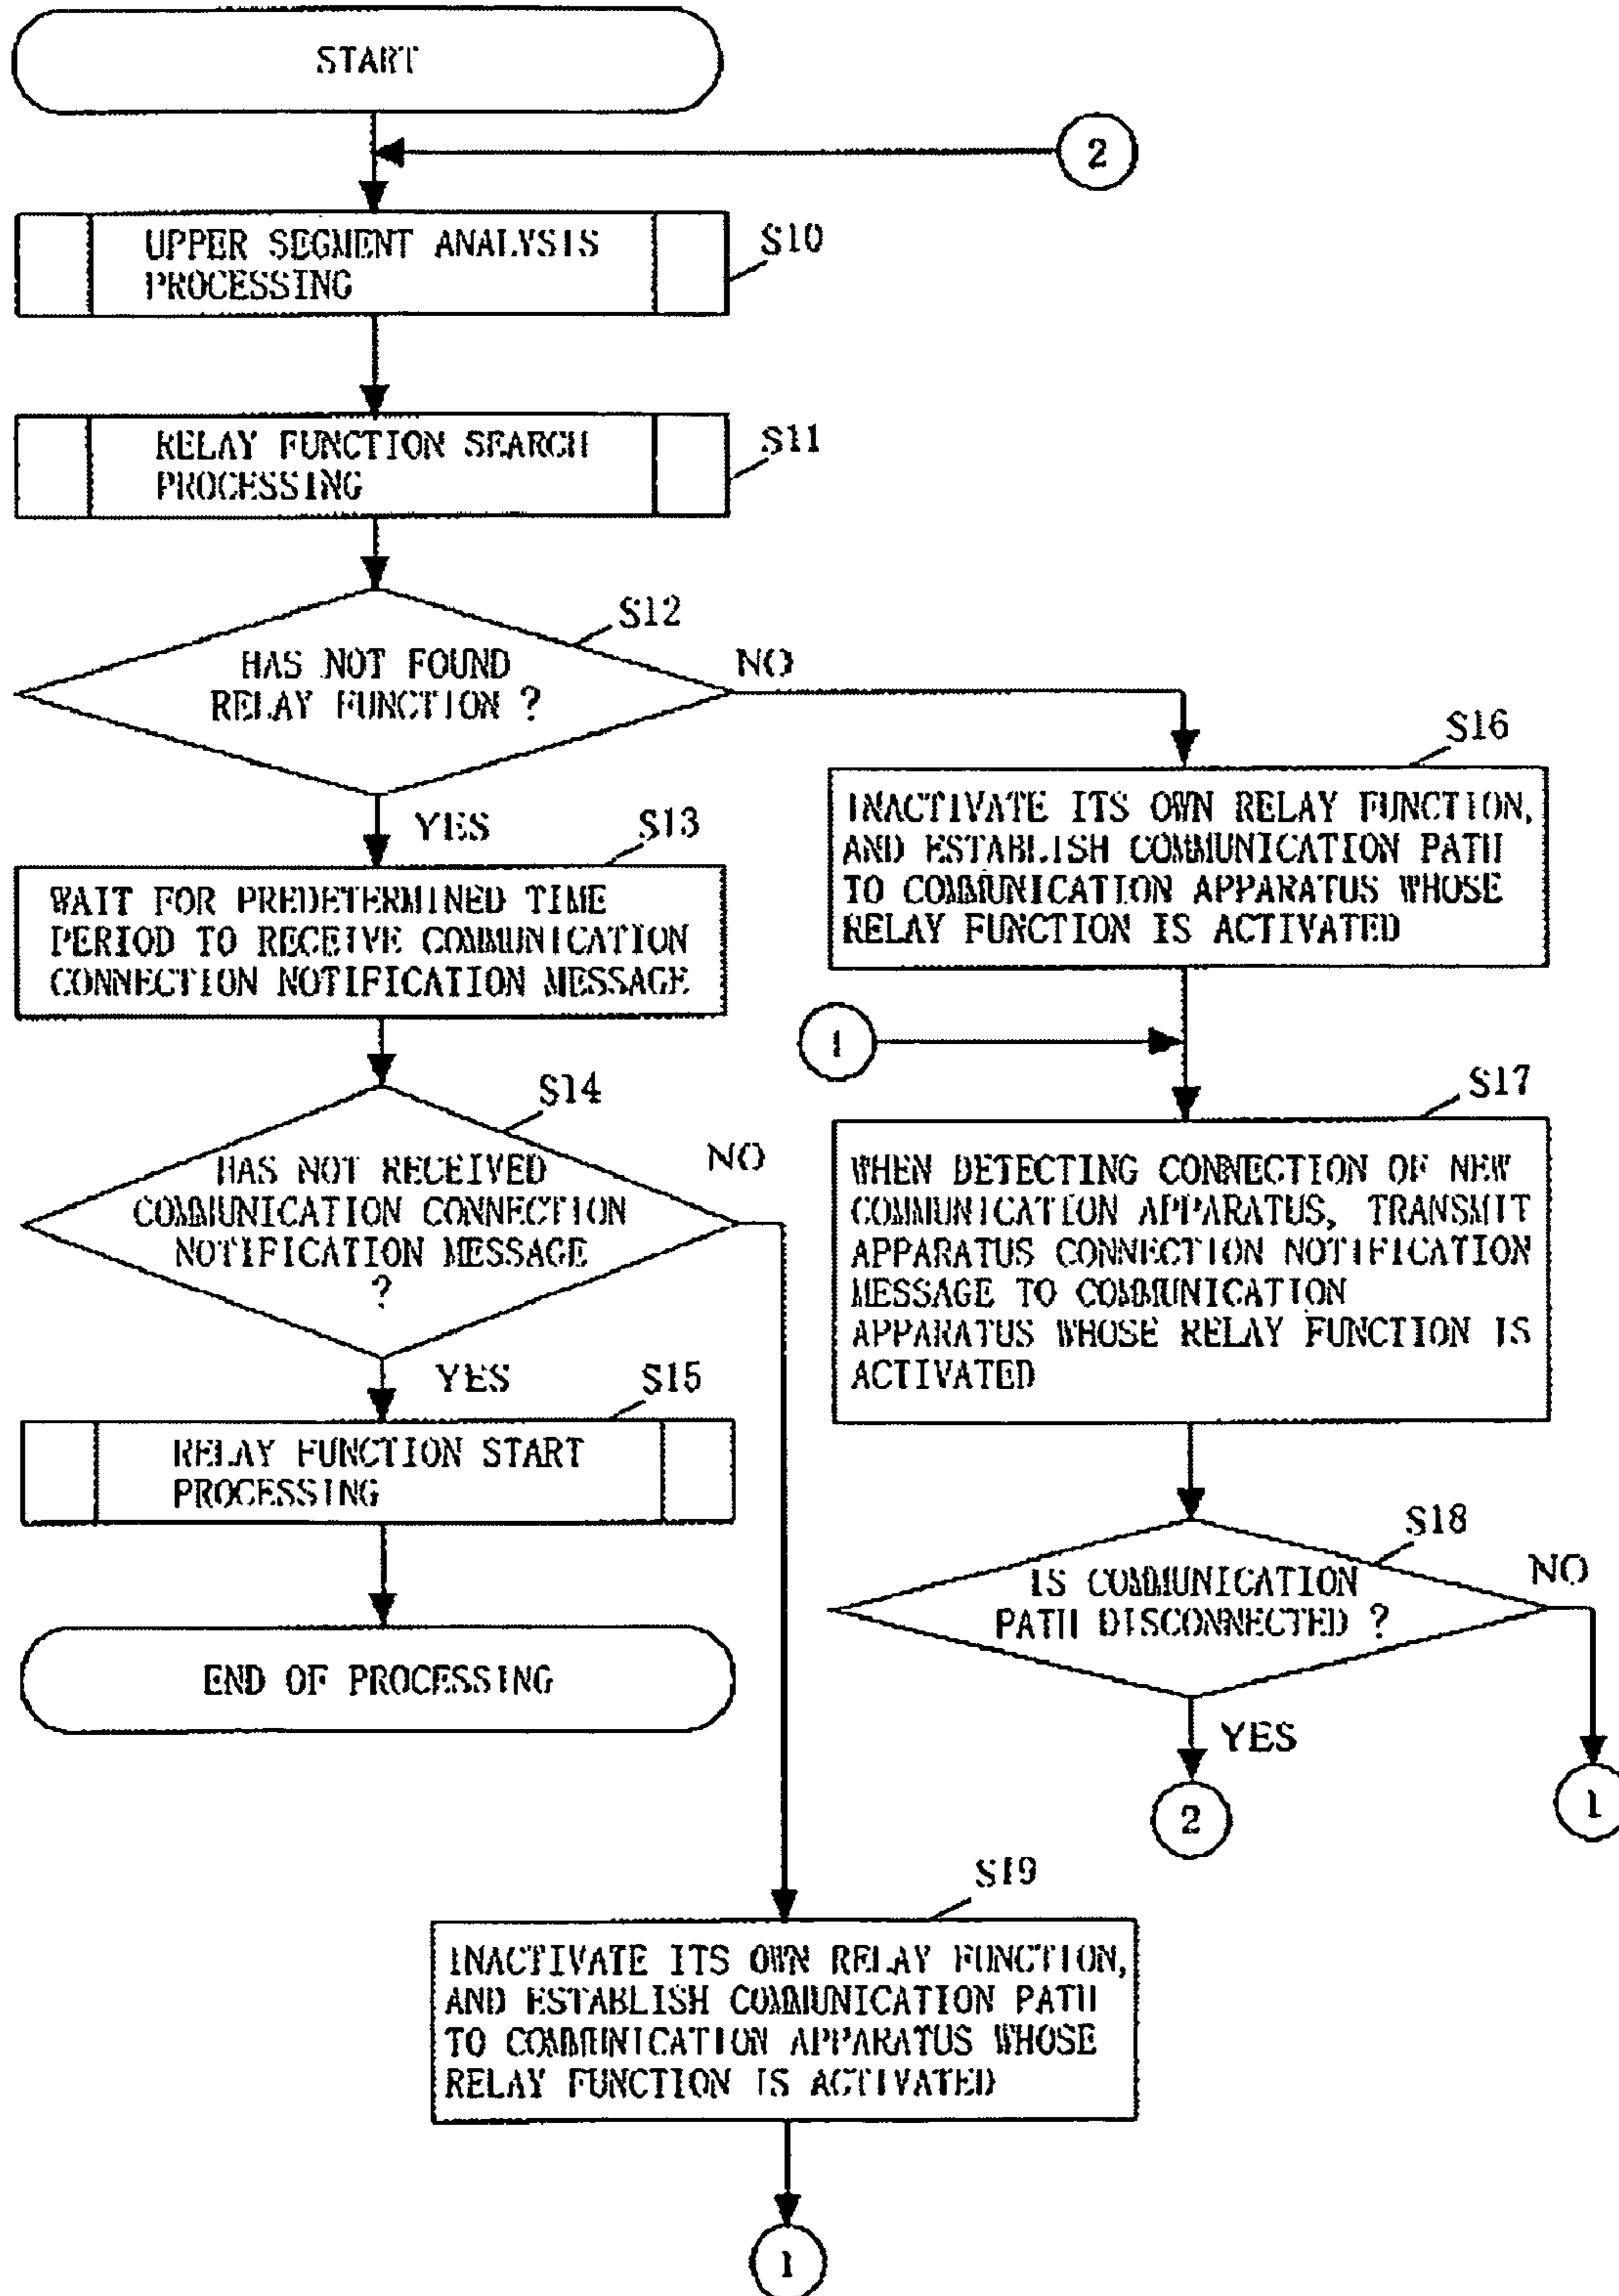 START
2
UPPER SEGMENT ANALYSIS
PROCESSING
S10
RELAY FUNCTION SEARCH
PROCESSING
S11
S12
HAS NOT FOUND
RELAY FUNCTION ?
NO
YES
S13
WAIT FOR PREDETERMINED TIME
PERIOD TO RECEIVE COMMUNICATION
CONNECTION NOTIFICATION MESSAGE
S14
HAS NOT RECEIVED
COMMUNICATION CONNECTION
NOTIFICATION MESSAGE
?
NO
YES
S15
RELAY FUNCTION START
PROCESSING
END OF PROCESSING
S16
INACTIVATE ITS OWN RELAY FUNCTION,
AND ESTABLISH COMMUNICATION PATH
TO COMMUNICATION APPARATUS WHOSE
RELAY FUNCTION IS ACTIVATED
1
S17
WHEN DETECTING CONNECTION OF NEW
COMMUNICATION APPARATUS, TRANSMIT
APPARATUS CONNECTION NOTIFICATION
MESSAGE TO COMMUNICATION
APPARATUS WHOSE RELAY FUNCTION IS
ACTIVATED
S18
IS COMMUNICATION
PATH DISCONNECTED ?
NO
YES
2
1
S19
INACTIVATE ITS OWN RELAY FUNCTION,
AND ESTABLISH COMMUNICATION PATH
TO COMMUNICATION APPARATUS WHOSE
RELAY FUNCTION IS ACTIVATED
1